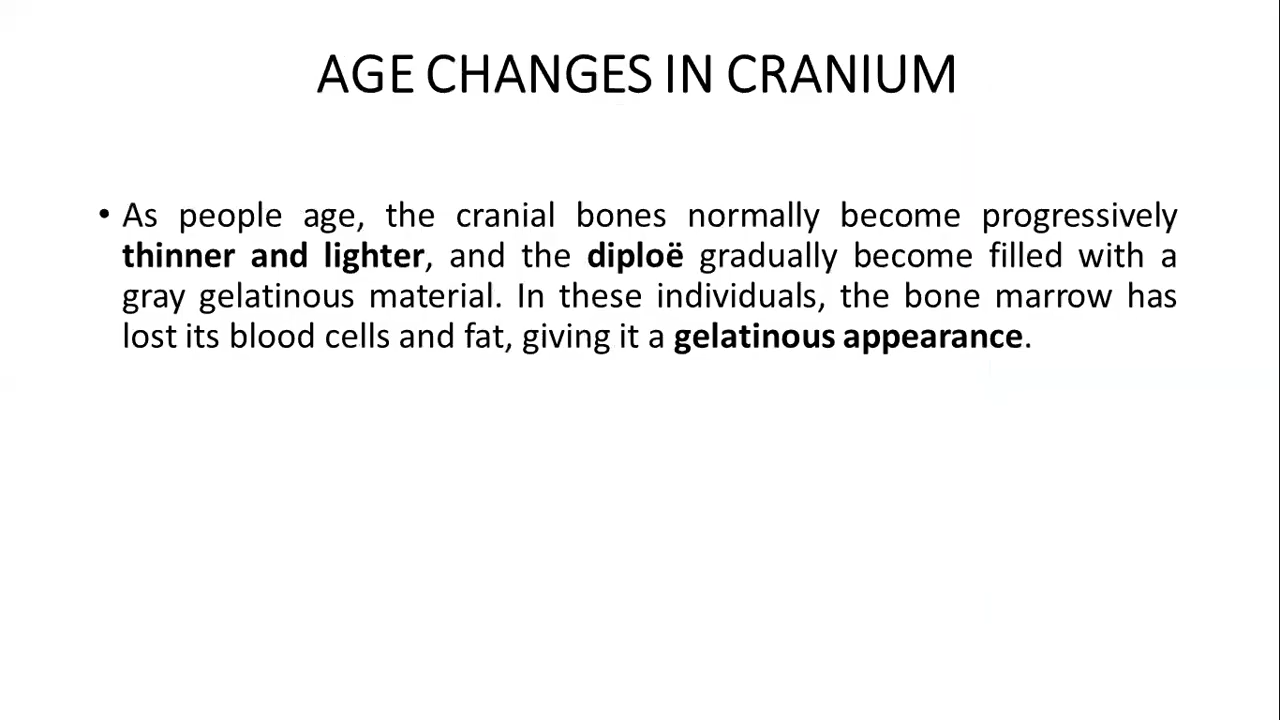 AGE CHANGES IN CRANIUM
• As people age, the cranial bones normally become progressively
thinner and lighter, and the diploë gradually become filled with a
gray gelatinous material. In these individuals, the bone marrow has
lost its blood cells and fat, giving it a gelatinous appearance.